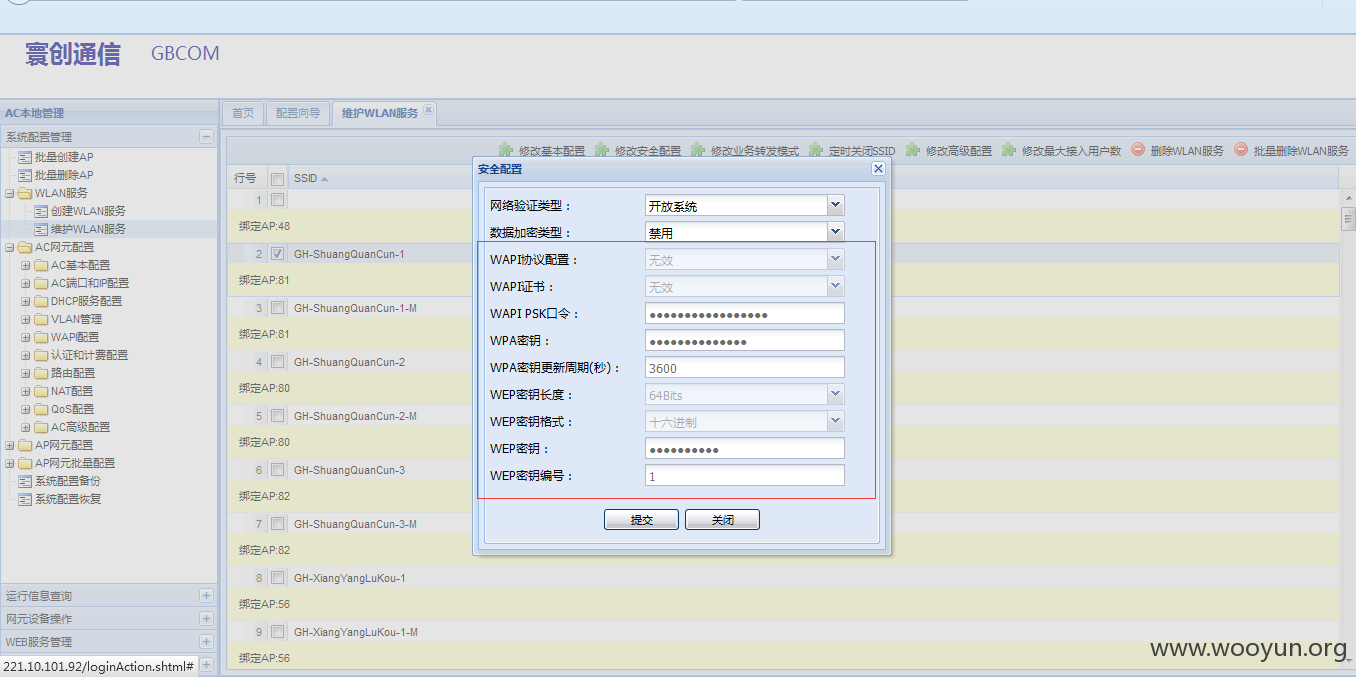 寰创通信 GBCOM
AC本地管理
首页 配置向导 维护WLAN服务
系统配置管理
批量创建AP
批量删除AP
WLAN服务
创建WLAN服务
维护WLAN服务
AC网元配置
AC基本配置
AC端口和IP配置
DHCP服务配置
VLAN管理
WAPI配置
认证和计费配置
路由配置
NAT配置
QoS配置
AC高级配置
AP网元配置
AP网元批量配置
系统配置备份
系统配置恢复
运行信息查询
网元设备操作
WEB服务管理
221.10.101.92/loginAction.shtml#
修改基本配置 修改安全配置 修改业务转发模式 定时关闭SSID 修改高级配置 修改最大接入用户数 删除WLAN服务 批量删除WLAN服务
行号 SSID
1
绑定AP:48
2 GH-ShuangQuanCun-1
绑定AP:81
3 GH-ShuangQuanCun-1-M
绑定AP:81
4 GH-ShuangQuanCun-2
绑定AP:80
5 GH-ShuangQuanCun-2-M
绑定AP:80
6 GH-ShuangQuanCun-3
绑定AP:82
7 GH-ShuangQuanCun-3-M
绑定AP:82
8 GH-XiangYangLuKou-1
绑定AP:56
9 GH-XiangYangLuKou-1-M
绑定AP:56
安全配置
网络验证类型： 开放系统
数据加密类型： 禁用
WAPI协议配置： 无效
WAPI证书： 无效
WAPI PSK口令： ●●●●●●●●●●●●●●●●●
WPA密钥： ●●●●●●●●●●●●●●
WPA密钥更新周期(秒)： 3600
WEP密钥长度： 64Bits
WEP密钥格式： 十六进制
WEP密钥： ●●●●●●●●●●
WEP密钥编号： 1
提交 关闭
www.wooyun.org